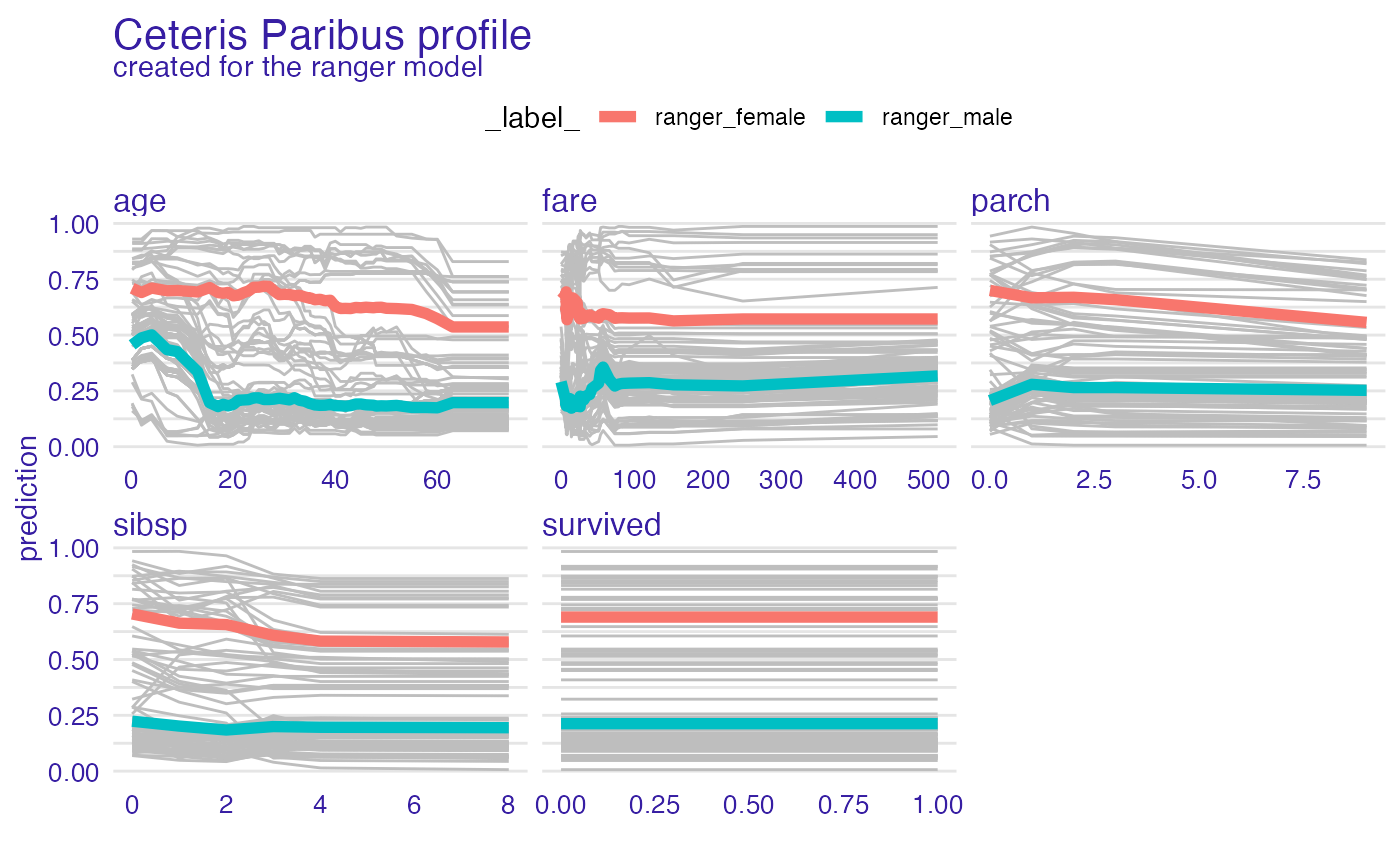 Ceteris Paribus profile
created for the ranger model
_label_ ranger_female ranger_male
age fare parch
1.00
0.75
0.50
0.25
0.00
0 20 40 60 0 100 200 300 400 500 0.0 2.5 5.0 7.5
prediction
sibsp survived
1.00
0.75
0.50
0.25
0.00
0 2 4 6 8 0.00 0.25 0.50 0.75 1.00